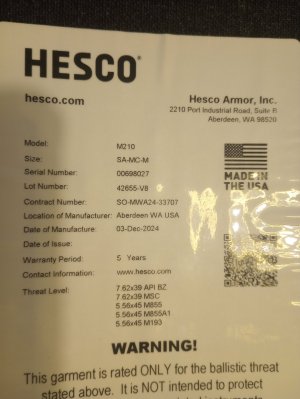 HESCO®
hesco.com
Hesco Armor, Inc.
2210 Port Industrial Road, Suite B
Aberdeen, WA 98520
Model: M210
Size: SA-MC-M
Serial Number: 00698027
Lot Number: 42655-V8
Contract Number: SO-MWA24-33707
Location of Manufacturer: Aberdeen WA USA
Date of Manufacture: 03-Dec-2024
Date of Issue:
Warranty Period: 5 Years
Contact Information: www.hesco.com
Threat Level: 7.62x39 API BZ
7.62x39 MSC
5.56x45 M855
5.56x45 M855A1
5.56x45 M193
MADE IN
THE USA
WARNING!
This garment is rated ONLY for the ballistic threat
stated above. It is NOT intended to protect